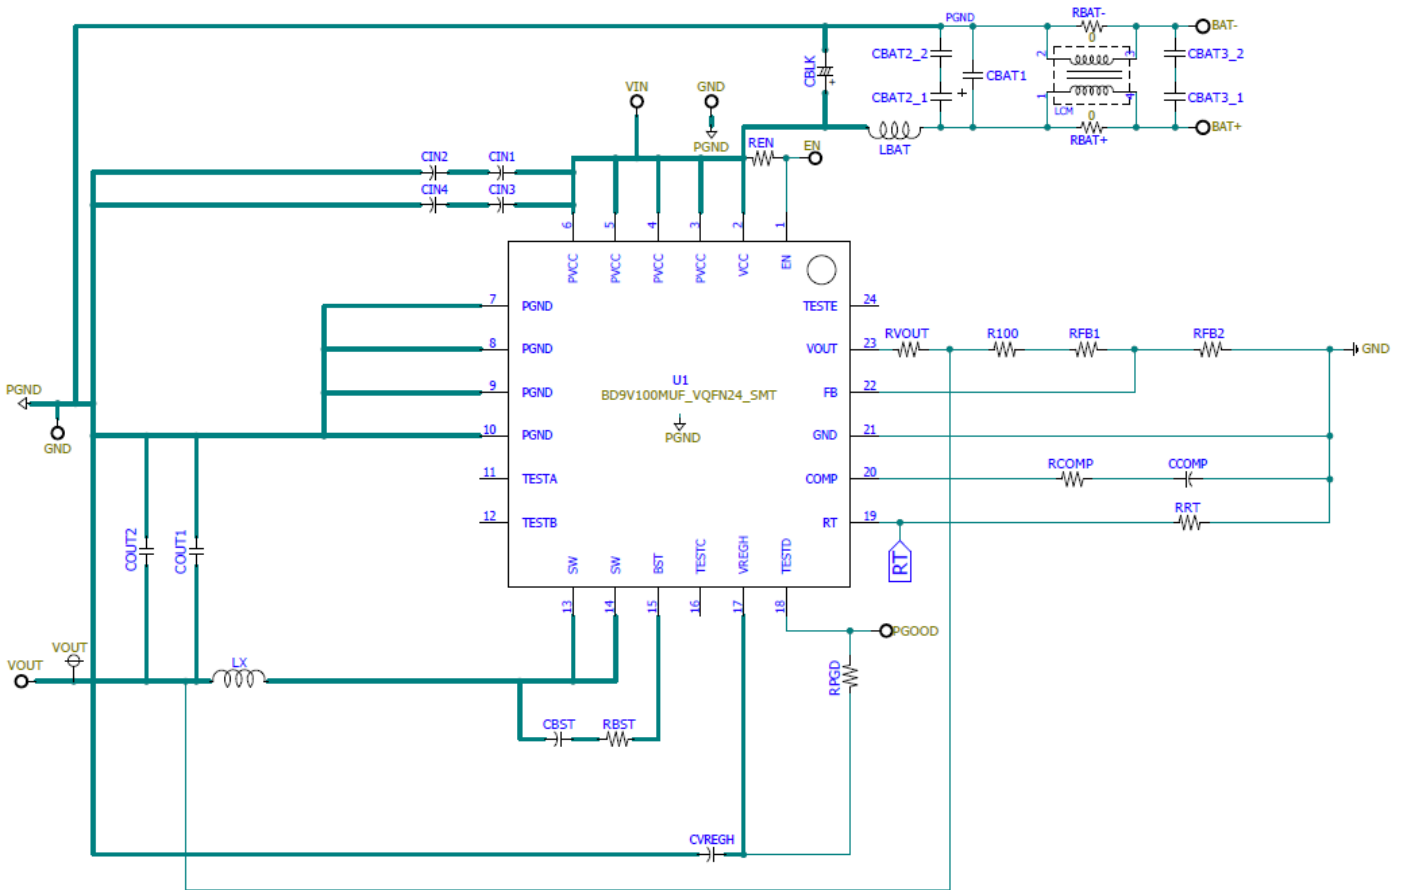 PGND
RBAT-
0
BAT-
2
3
CBAT2_2
CBAT3_2
CBLK
+
CBAT1
VIN
GND
CBAT2_1
+
1
4
CBAT3_1
LCM
0
BAT+
PGND
REN
EN
LBAT
RBAT+
CIN2
CIN1
CIN4
CIN3
6
5
4
3
2
1
PVCC
PVCC
PVCC
PVCC
VCC
EN
7
PGND
TESTE
24
RVOUT
R100
RFB1
RFB2
8
PGND
VOUT
23
GND
U1
PGND
9
PGND
BD9V100MUF_VQFN24_SMT
FB
22
GND
10
PGND
PGND
GND
21
RCOMP
CCOMP
11
TESTA
COMP
20
RRT
12
TESTB
RT
19
COUT2
COUT1
SW
SW
BST
TESTC
VREGH
TESTD
RT
13
14
15
16
17
18
PGOOD
VOUT
VOUT
LX
RPGD
CBST
RBST
CVREGH